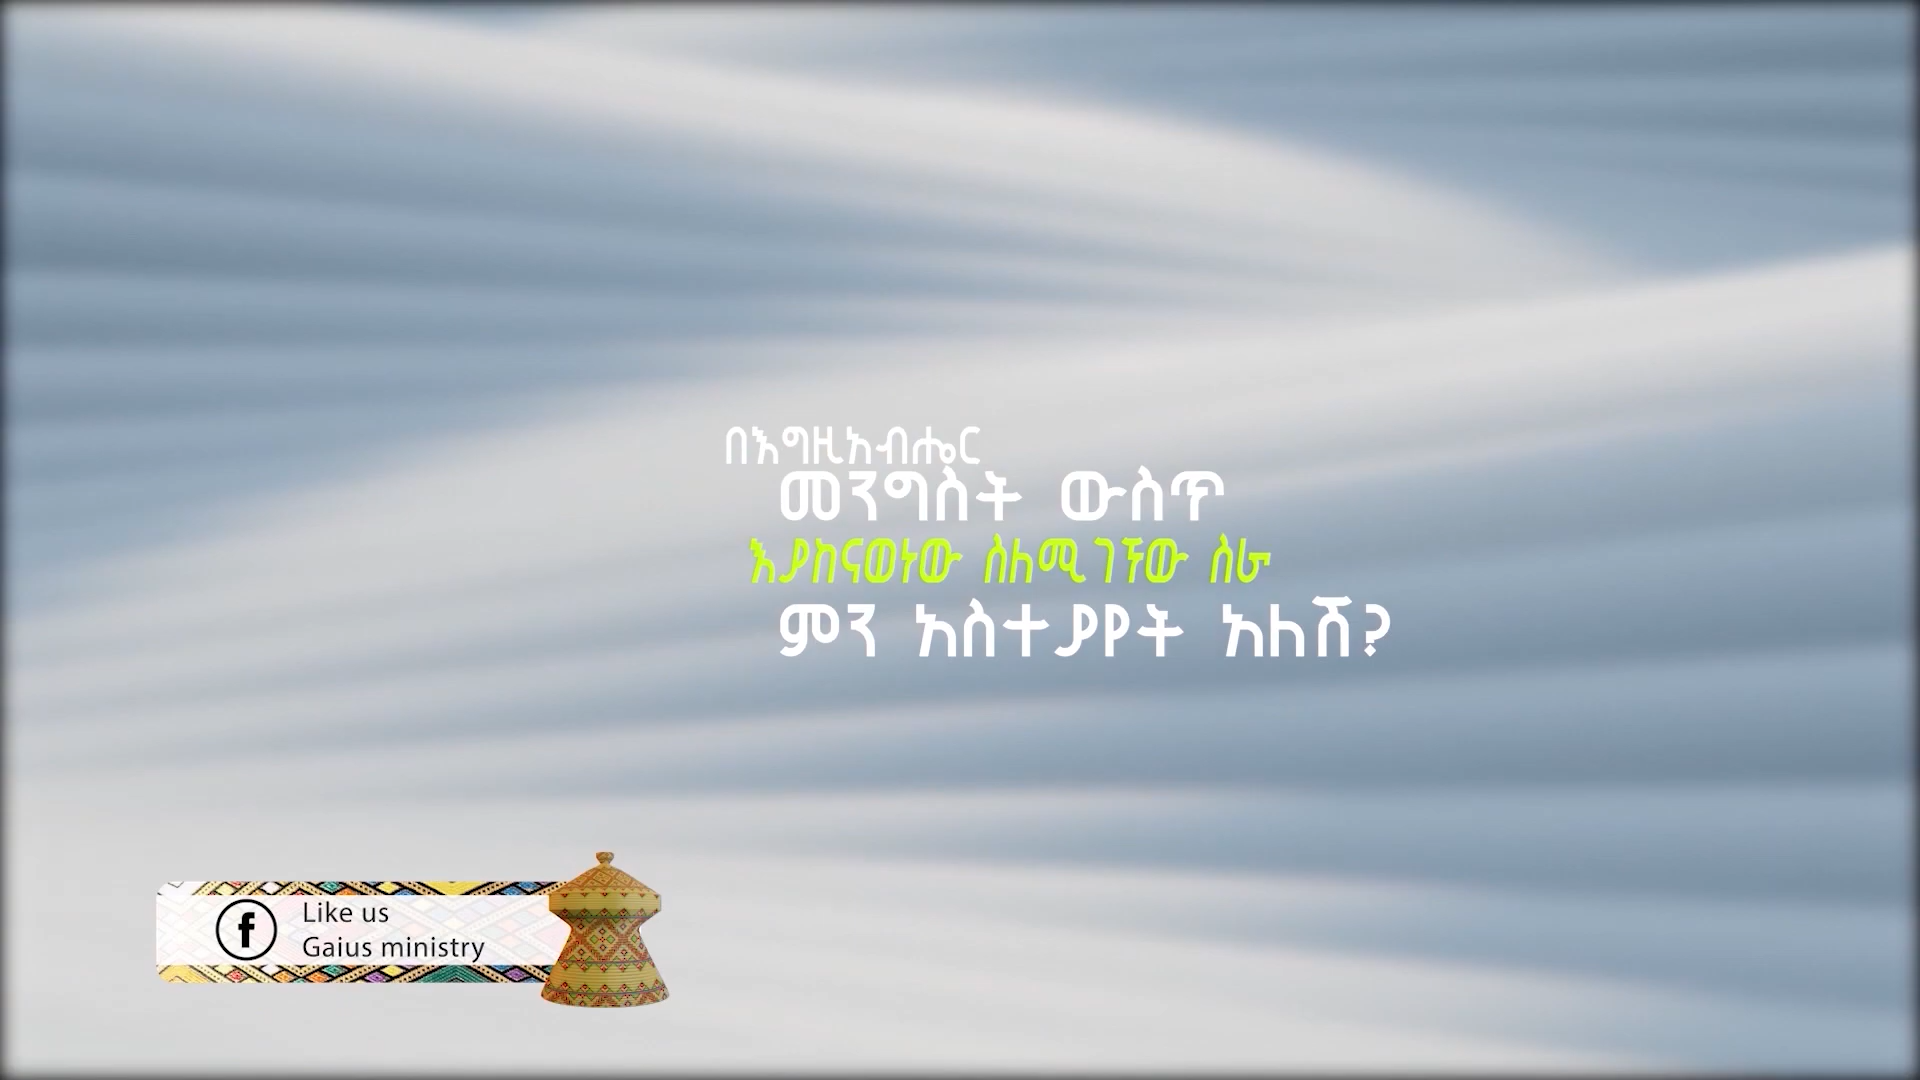 በእግዚአብሔር
መንግስት ውስጥ
እያከናወነው ስለሚገኘው ስራ
ምን አስተያየት አለሽ?
Like us
Gaius ministry